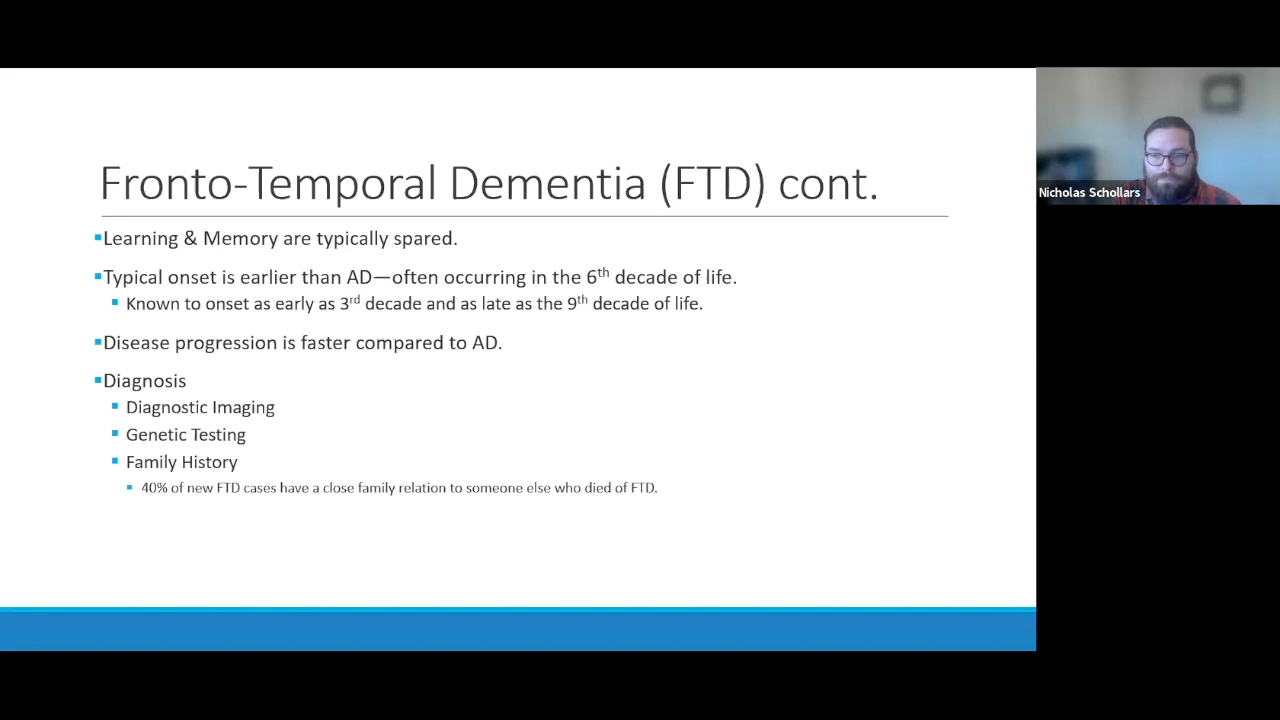 Fronto-Temporal Dementia (FTD) cont.
▪Learning & Memory are typically spared.
▪Typical onset is earlier than AD—often occurring in the 6th decade of life.
▪ Known to onset as early as 3rd decade and as late as the 9th decade of life.
▪Disease progression is faster compared to AD.
▪Diagnosis
▪ Diagnostic Imaging
▪ Genetic Testing
▪ Family History
▪ 40% of new FTD cases have a close family relation to someone else who died of FTD.
Nicholas Schollars